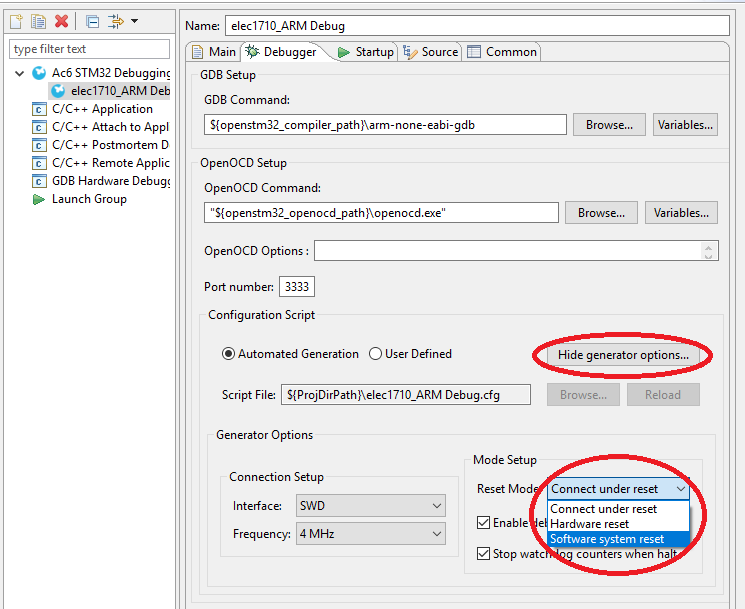 Name: elec1710_ARM Debug
type filter text
Ac6 STM32 Debugging
elec1710_ARM Deb
C/C++ Application
C/C++ Attach to Appl
C/C++ Postmortem D
C/C++ Remote Applic
GDB Hardware Debugg
Launch Group
Main Debugger Startup Source Common
GDB Setup
GDB Command:
${openstm32_compiler_path}\arm-none-eabi-gdb Browse... Variables...
OpenOCD Setup
OpenOCD Command:
"${openstm32_openocd_path}\openocd.exe" Browse... Variables...
OpenOCD Options :
Port number: 3333
Configuration Script
Automated Generation User Defined Hide generator options...
Script File: ${ProjDirPath}\elec1710_ARM Debug.cfg Browse... Reload
Generator Options
Connection Setup
Interface: SWD
Frequency: 4 MHz
Mode Setup
Reset Mode Connect under reset
Connect under reset
Hardware reset
Software system reset
Enable deb
Stop watchdog counters when halt